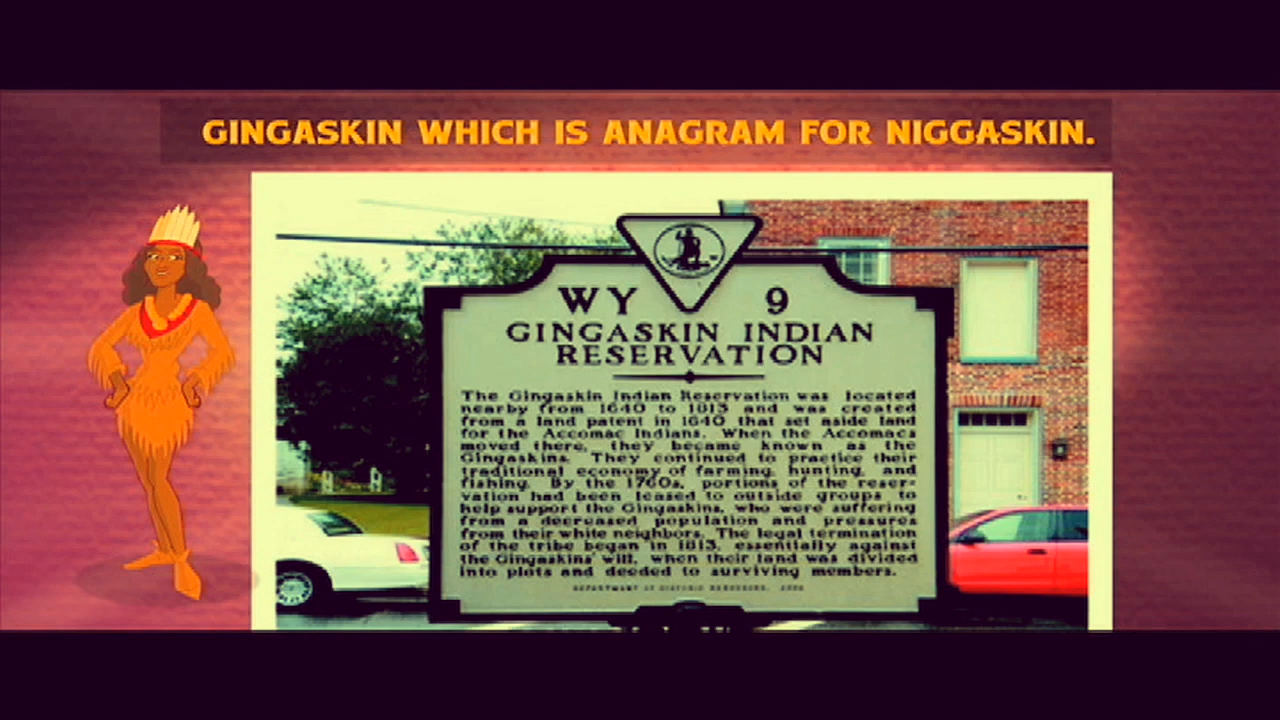 GINGASKIN WHICH IS ANAGRAM FOR NIGGASKIN.
WY 9
GINGASKIN INDIAN
RESERVATION
The Gingaskin Indian Reservation was located
nearby from 1640 to 1813 and was created
from a land patent in 1640 that set aside land
for the Accomac Indians. When the Accomacs
moved there, they became known as the
Gingaskins. They continued to practice their
traditional economy of farming, hunting, and
fishing. By the 1760s, portions of the reser-
vation had been leased to outside groups to
help support the Gingaskins, who were suffering
from a decreased population and pressures
from their white neighbors. The legal termination
of the tribe began in 1813, essentially against
the Gingaskins' will, when their land was divided
into plots and deeded to surviving members.
DEPARTMENT OF HISTORIC RESOURCES,